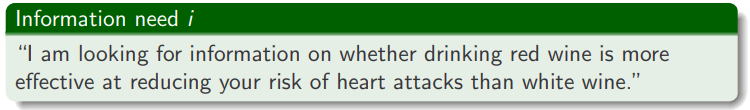 Information need i
“I am looking for information on whether drinking red wine is more
effective at reducing your risk of heart attacks than white wine.”